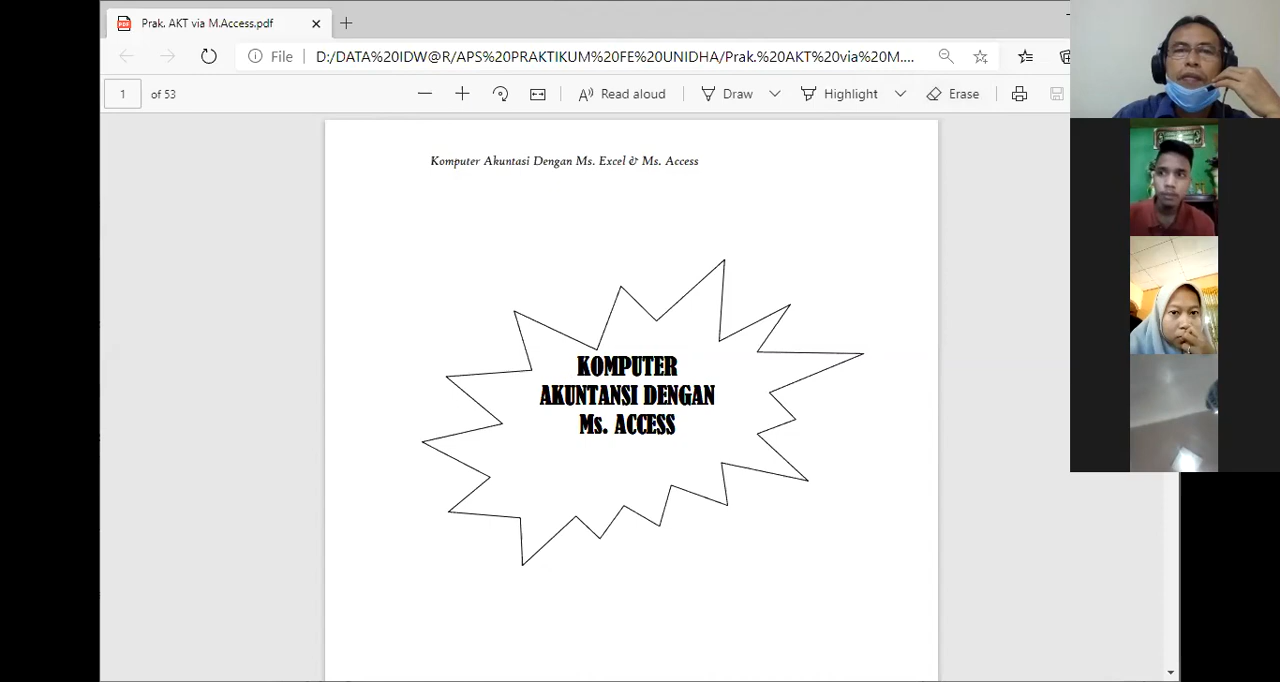 Prak. AKT via M.Access.pdf
File
D:/DATA%20IDW@R/AP3%20PRAKTIKUM%20FE%20UNIDHA/Prak.%20AKT%20via%20M....
1 of 53
Read aloud
Draw
Highlight
Erase
Komputer Akuntasi Dengan Ms. Excel & Ms. Access
KOMPUTER
AKUNTANSI DENGAN
Ms. ACCESS